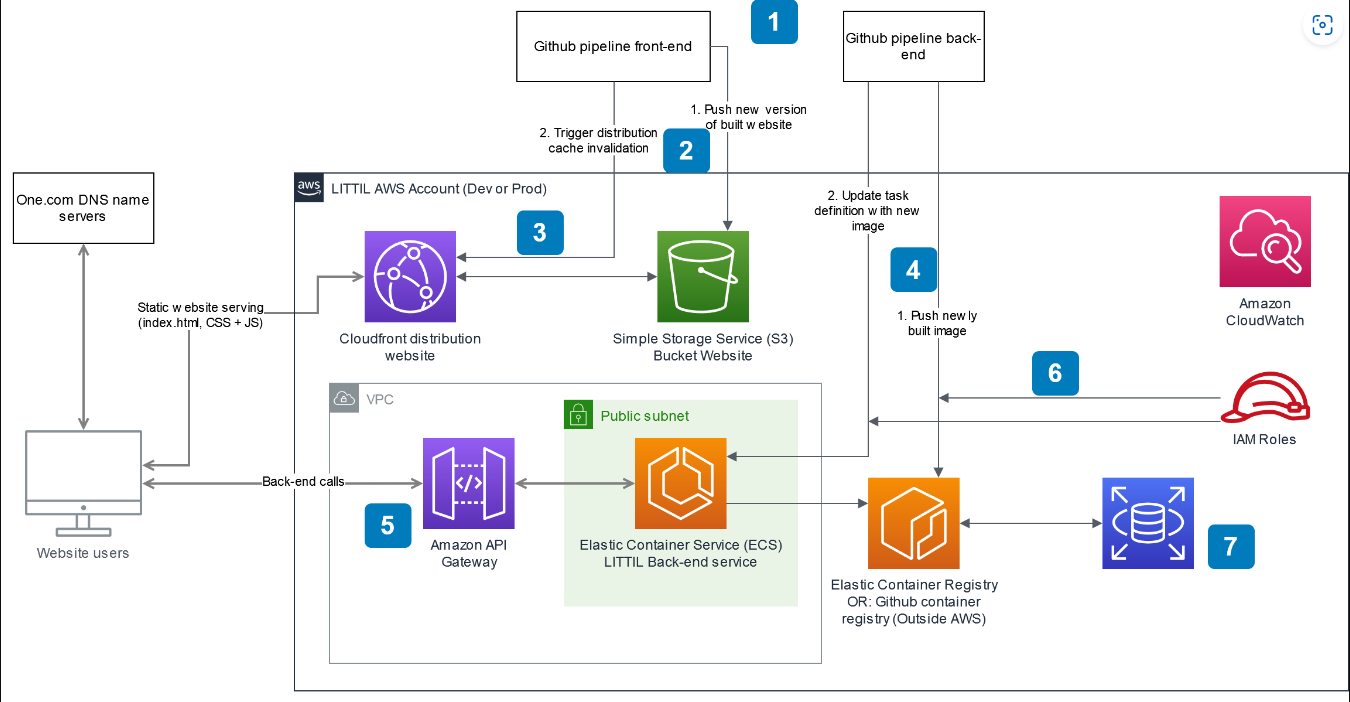 1
Github pipeline front-end
Github pipeline back-
end
1. Push new version
of built website
2. Trigger distribution
cache invalidation
2
aws
LITTIL AWS Account (Dev or Prod)
One.com DNS name
servers
2. Update task
definition with new
image
3
4
Static website serving
(index.html, CSS + JS)
Cloudfront distribution
website
Simple Storage Service (S3)
Bucket Website
1. Push newly
built image
Amazon
CloudWatch
6
VPC
Public subnet
IAM Roles
Back-end calls
5
Amazon API
Gateway
Elastic Container Service (ECS)
LITTIL Back-end service
7
Website users
Elastic Container Registry
OR: Github container
registry (Outside AWS)